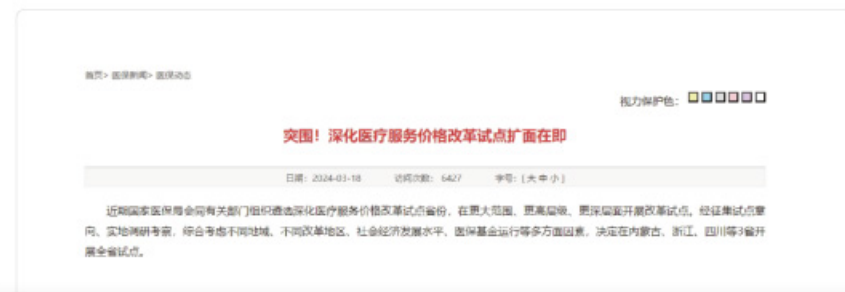 首页> 医保新闻> 医保动态
视力保护色：
突围！深化医疗服务价格改革试点扩面在即
日期：2024-03-18 访问次数：6427 字号：[ 大 中 小 ]
近期国家医保局会同有关部门组织遴选深化医疗服务价格改革试点省份，在更大范围、更高层级、更深层面开展改革试点。经征集试点意
向、实地调研考察，综合考虑不同地域、不同改革地区、社会经济发展水平、医保基金运行等多方面因素，决定在内蒙古、浙江、四川等3省开
展全省试点。